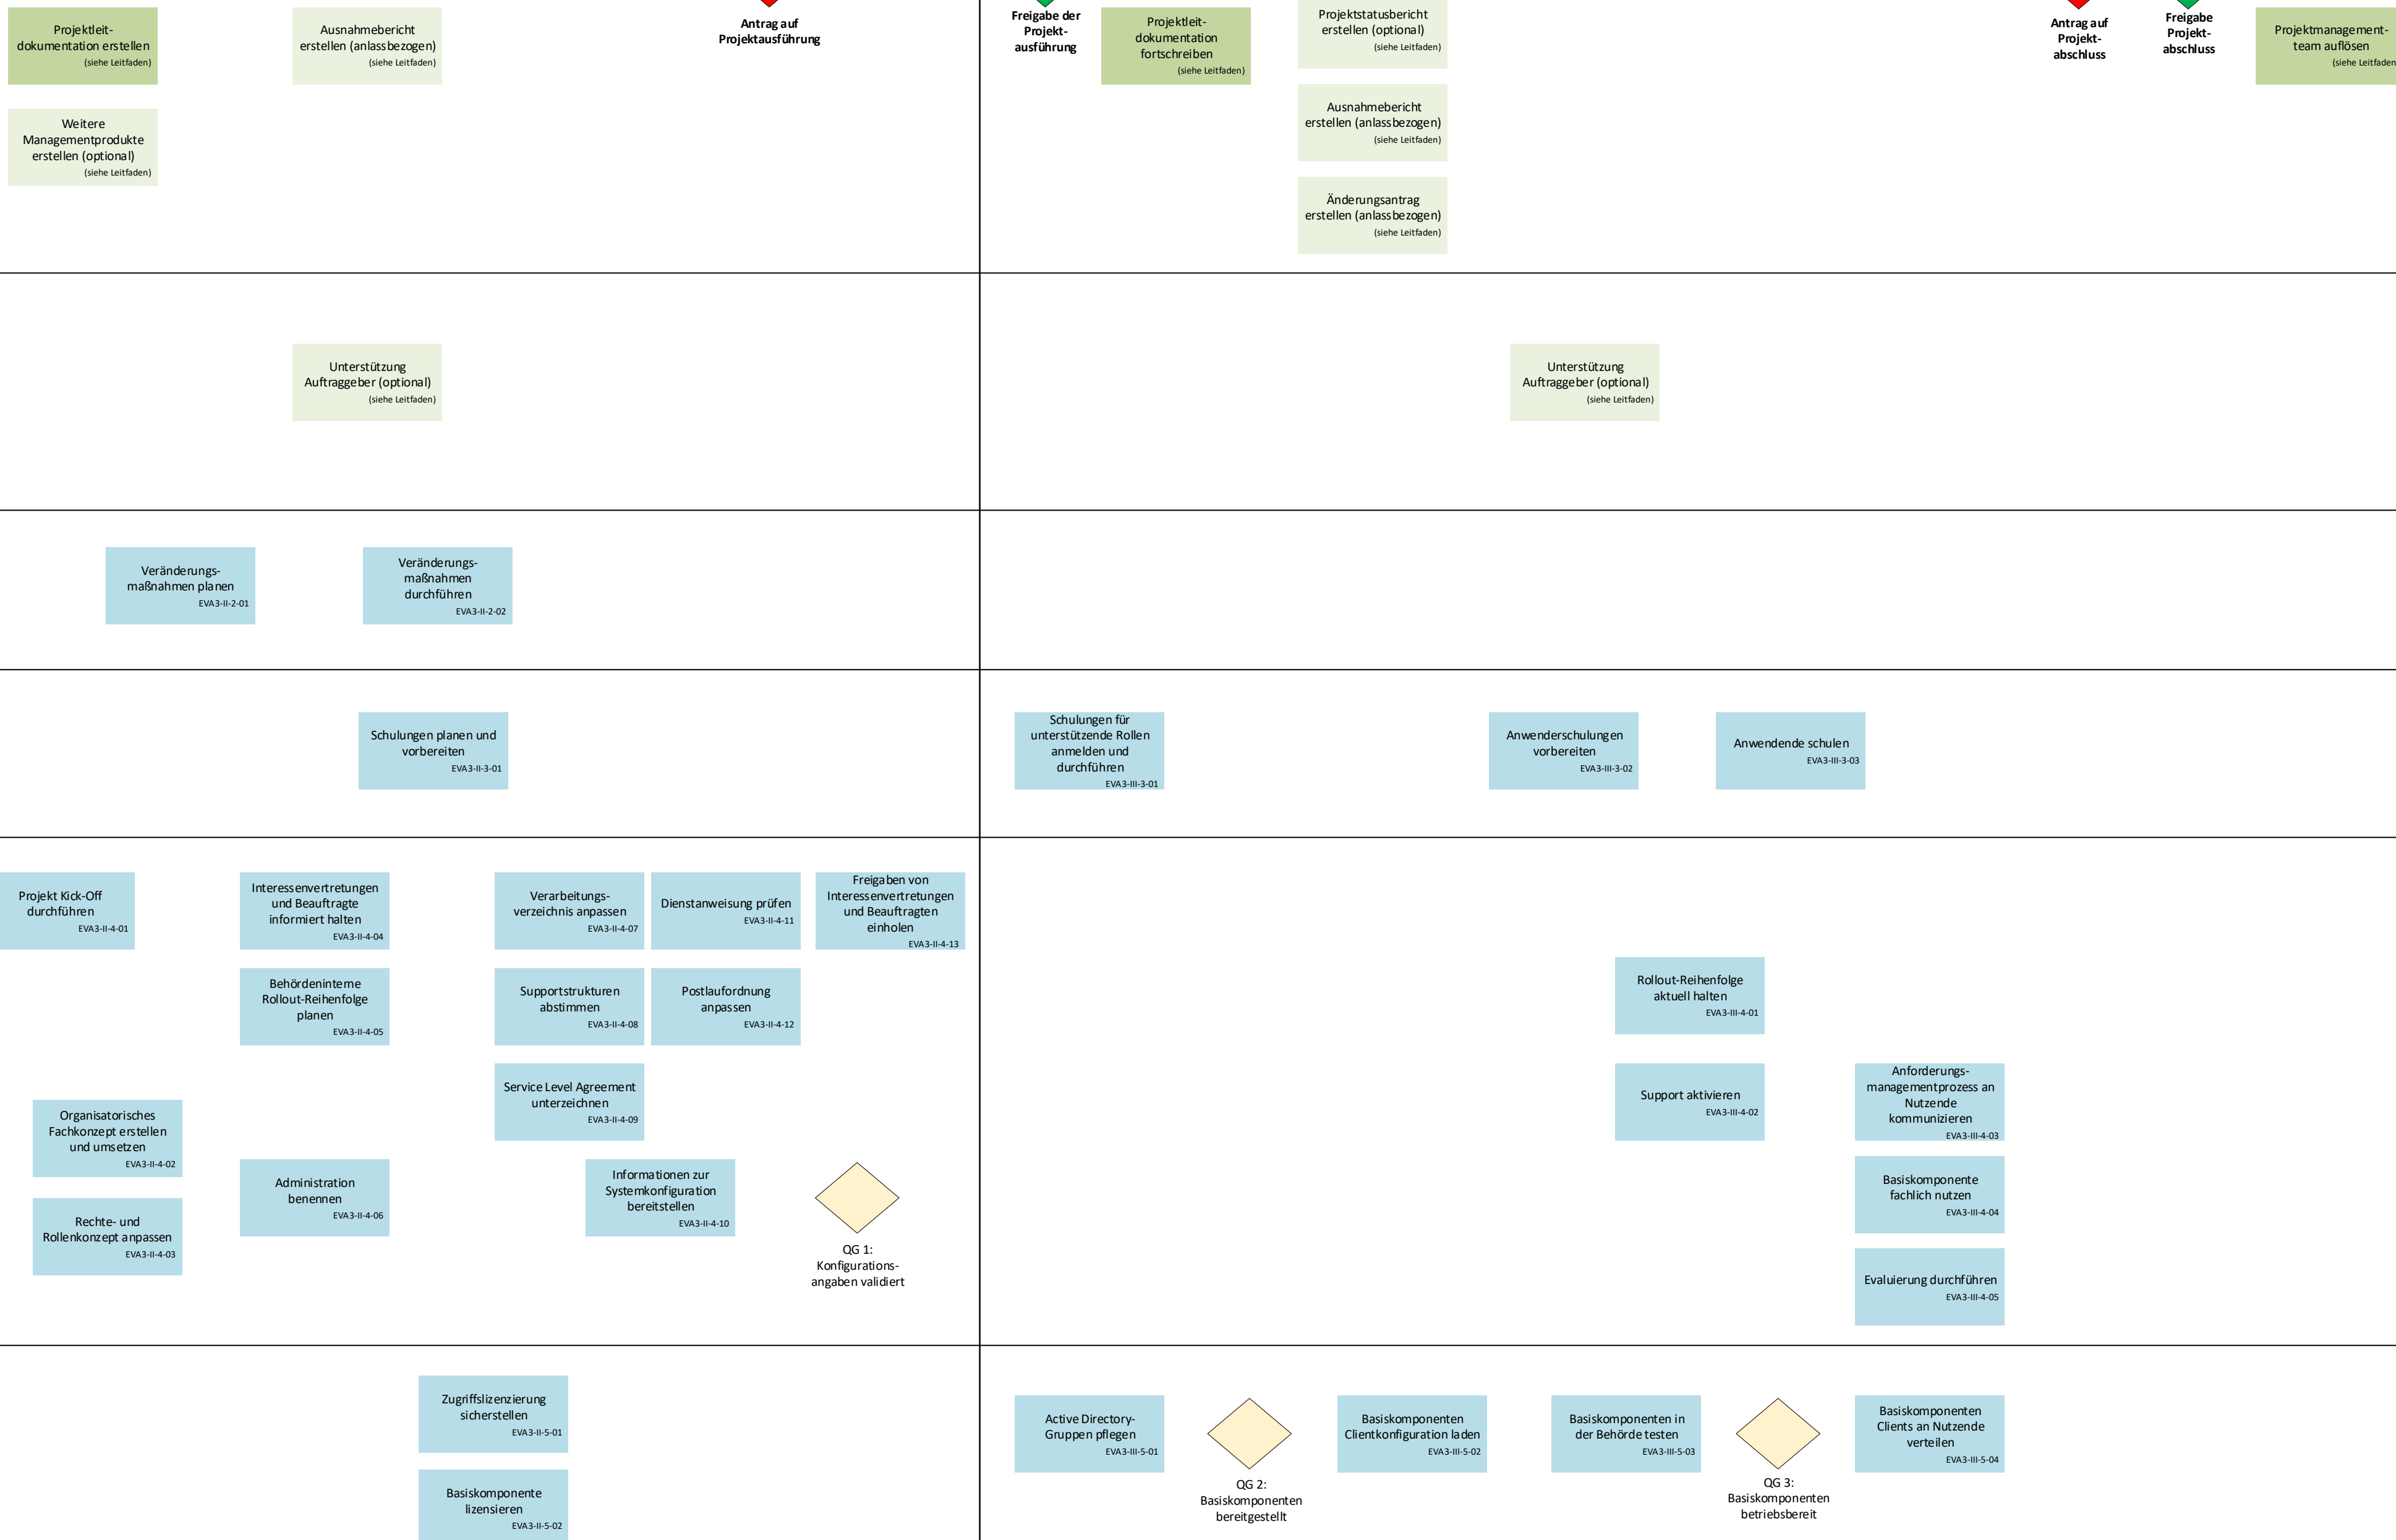 Projektleit-
dokumentation erstellen
(siehe Leitfaden)
Ausnahmebericht
erstellen (anlassbezogen)
(siehe Leitfaden)
Antrag auf
Projektausführung
Weitere
Managementprodukte
erstellen (optional)
(siehe Leitfaden)
Freigabe der
Projekt-
ausführung
Projektleit-
dokumentation
fortschreiben
(siehe Leitfaden)
Projektstatusbericht
erstellen (optional)
(siehe Leitfaden)
Ausnahmebericht
erstellen (anlassbezogen)
(siehe Leitfaden)
Änderungsantrag
erstellen (anlassbezogen)
(siehe Leitfaden)
Antrag auf
Projekt-
abschluss
Freigabe
Projekt-
abschluss
Projektmanagement-
team auflösen
(siehe Leitfaden
Unterstützung
Auftraggeber (optional)
(siehe Leitfaden)
Unterstützung
Auftraggeber (optional)
(siehe Leitfaden)
Veränderungs-
maßnahmen planen
EVA3-II-2-01
Veränderungs-
maßnahmen
durchführen
EVA3-II-2-02
Schulungen planen und
vorbereiten
EVA3-II-3-01
Schulungen für
unterstützende Rollen
anmelden und
durchführen
EVA3-III-3-01
Anwenderschulungen
vorbereiten
EVA3-III-3-02
Anwendende schulen
EVA3-III-3-03
Projekt Kick-Off
durchführen
EVA3-II-4-01
Interessenvertretungen
und Beauftragte
informiert halten
EVA3-II-4-04
Verarbeitungs-
verzeichnis anpassen
EVA3-II-4-07
Dienstanweisung prüfen
EVA3-II-4-11
Freigaben von
Interessenvertretungen
und Beauftragten
einholen
EVA3-II-4-13
Behördeninterne
Rollout-Reihenfolge
planen
EVA3-II-4-05
Supportstrukturen
abstimmen
EVA3-II-4-08
Postlaufordnung
anpassen
EVA3-II-4-12
Service Level Agreement
unterzeichnen
EVA3-II-4-09
Organisatorisches
Fachkonzept erstellen
und umsetzen
EVA3-II-4-02
Administration
benennen
EVA3-II-4-06
Informationen zur
Systemkonfiguration
bereitstellen
EVA3-II-4-10
Rechte- und
Rollenkonzept anpassen
EVA3-II-4-03
QG 1:
Konfigurations-
angaben validiert
Rollout-Reihenfolge
aktuell halten
EVA3-III-4-01
Support aktivieren
EVA3-III-4-02
Anforderungs-
managementprozess an
Nutzende
kommunizieren
EVA3-III-4-03
Basiskomponente
fachlich nutzen
EVA3-III-4-04
Evaluierung durchführen
EVA3-III-4-05
Zugriffslizenzierung
sicherstellen
EVA3-II-5-01
Basiskomponente
lizensieren
EVA3-II-5-02
Active Directory-
Gruppen pflegen
EVA3-III-5-01
QG 2:
Basiskomponenten
bereitgestellt
Basiskomponenten
Clientkonfiguration laden
EVA3-III-5-02
Basiskomponenten in
der Behörde testen
EVA3-III-5-03
QG 3:
Basiskomponenten
betriebsbereit
Basiskomponenten
Clients an Nutzende
verteilen
EVA3-III-5-04